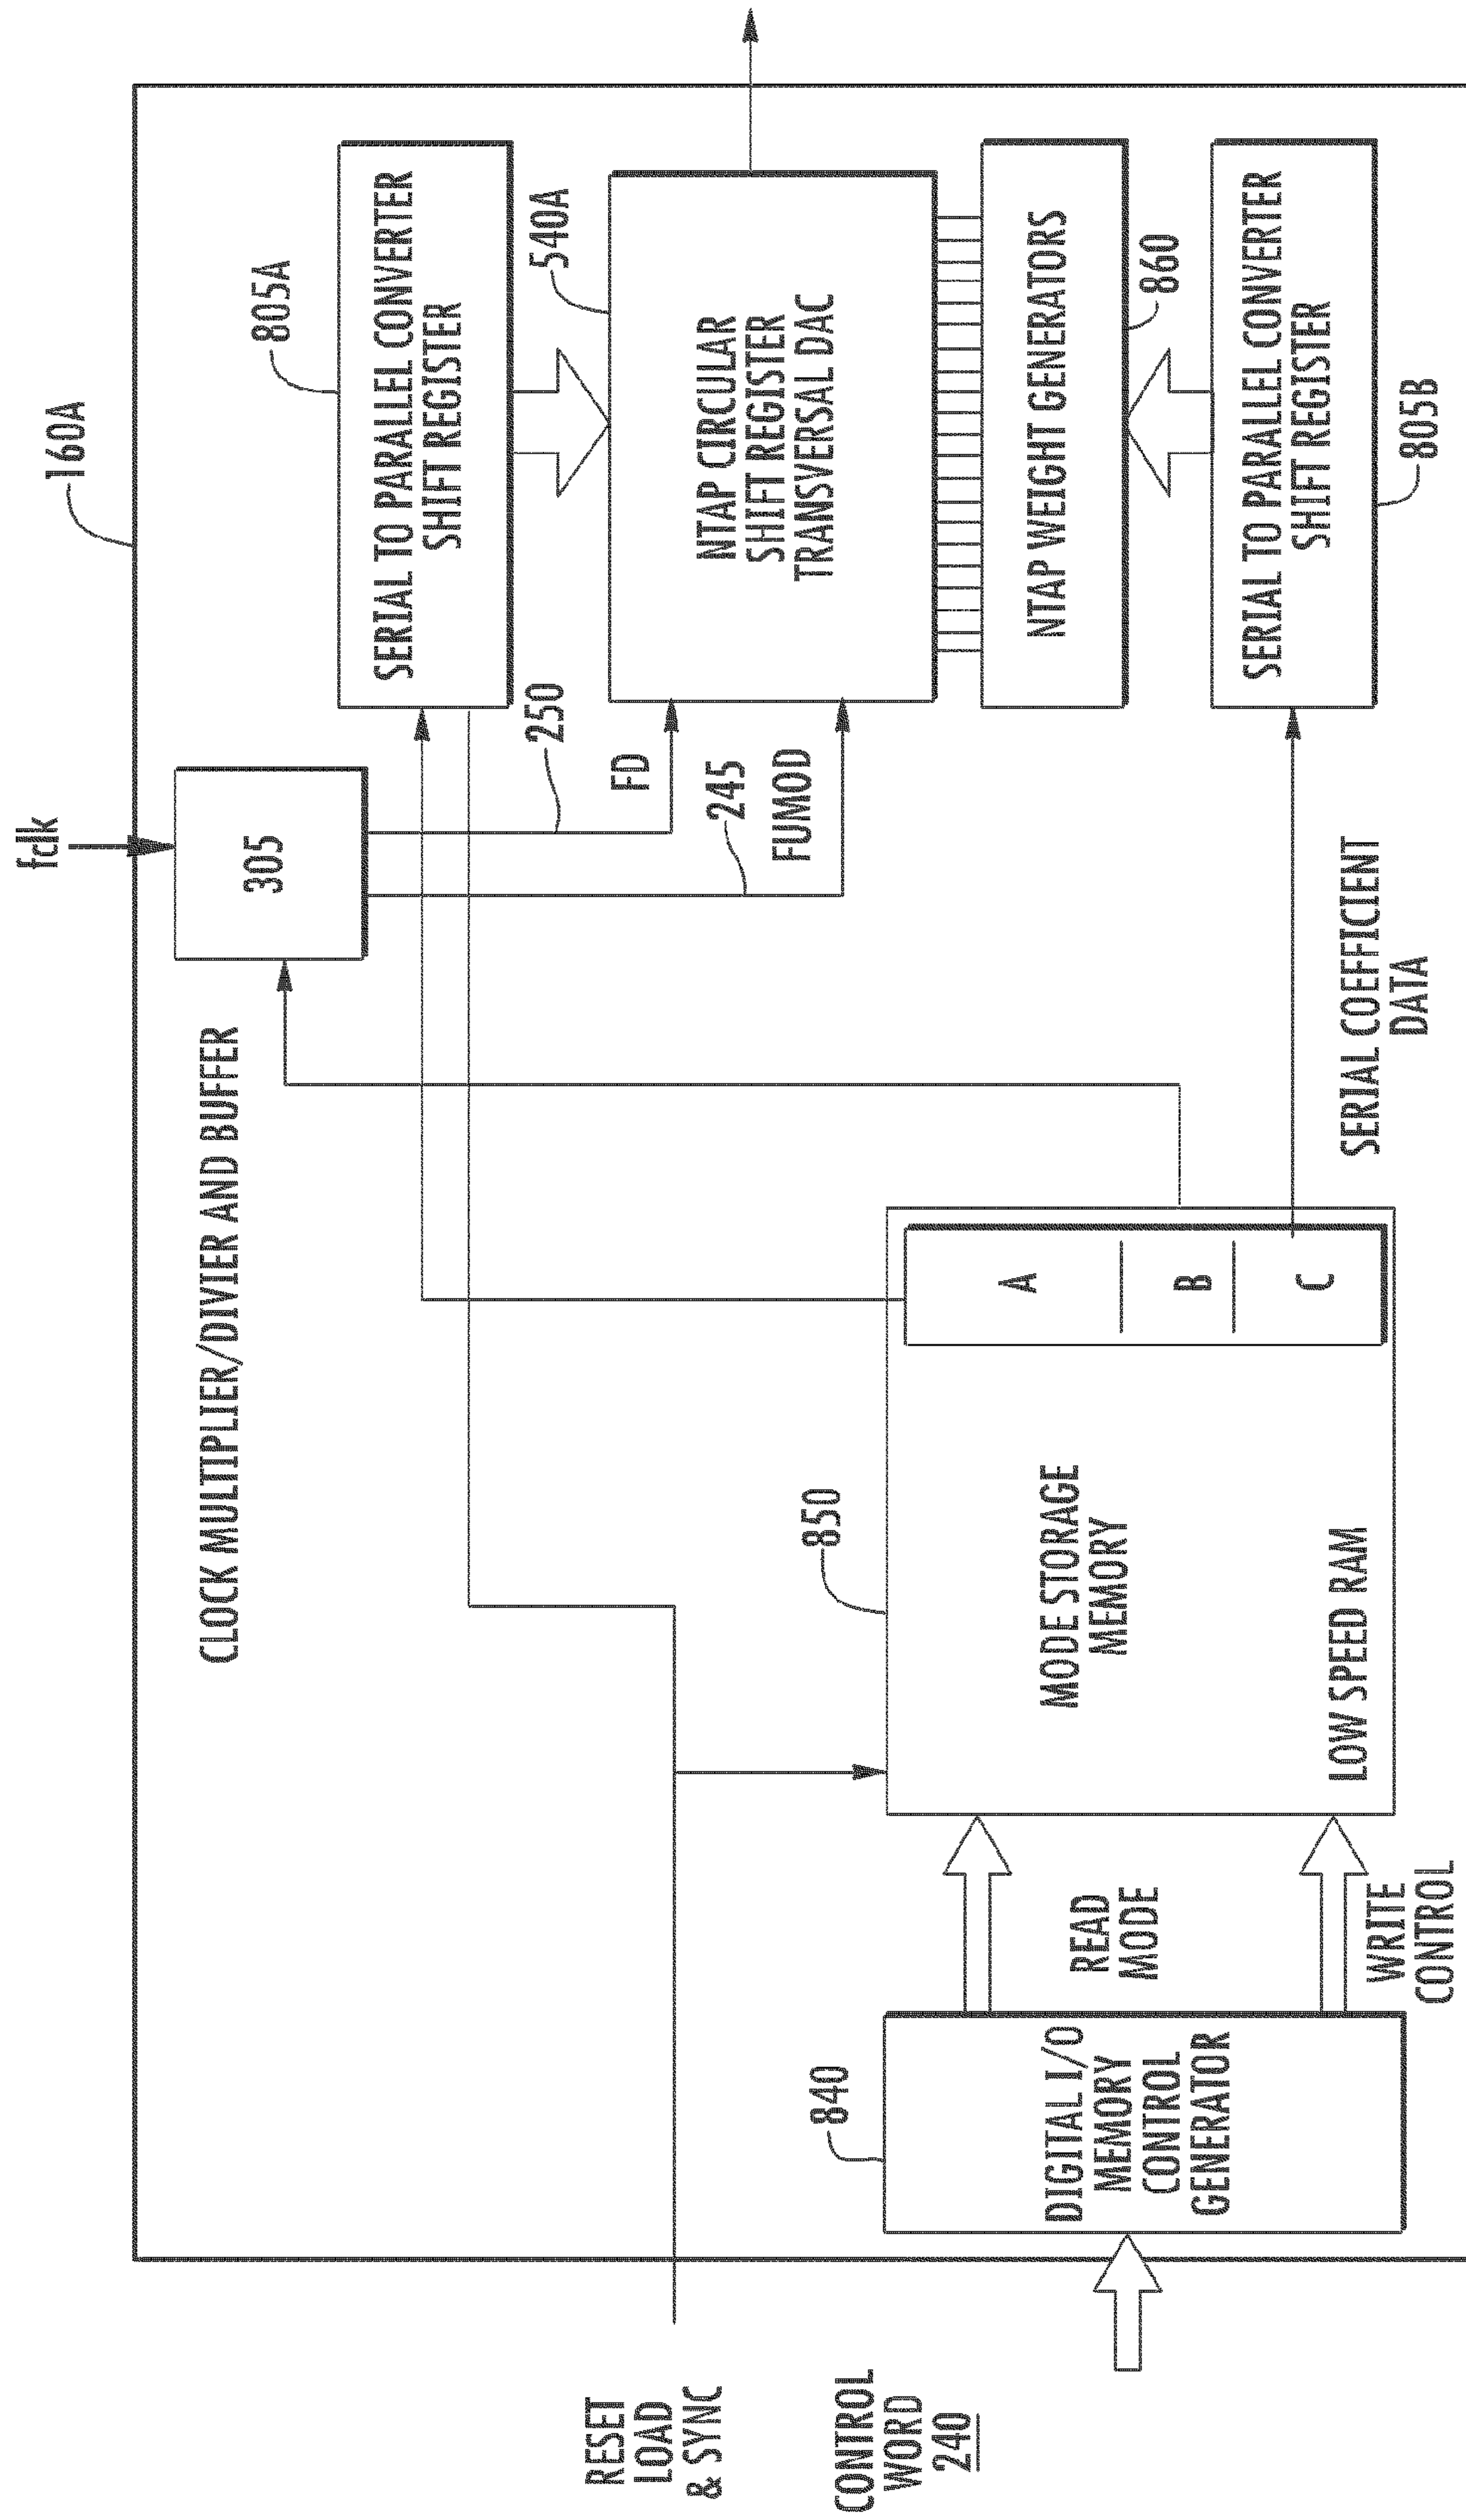 160A
fclk
305
CLOCK MULTIPLIER/DIVIER AND BUFFER
805A
SERIAL TO PARALLEL CONVERTER
SHIFT REGISTER
250
FD
245
FUMOD
540A
NTAP CIRCULAR
SHIFT REGISTER
TRANSVERSAL DAC
NTAP WEIGHT GENERATORS
860
SERIAL TO PARALLEL CONVERTER
SHIFT REGISTER
805B
RESET
LOAD
& SYNC
CONTROL
WORD
240
840
DIGITAL I/O
MEMORY
CONTROL
GENERATOR
READ
MODE
WRITE
CONTROL
850
MODE STORAGE
MEMORY
LOW SPEED RAM
A
B
C
SERIAL COEFFICIENT
DATA